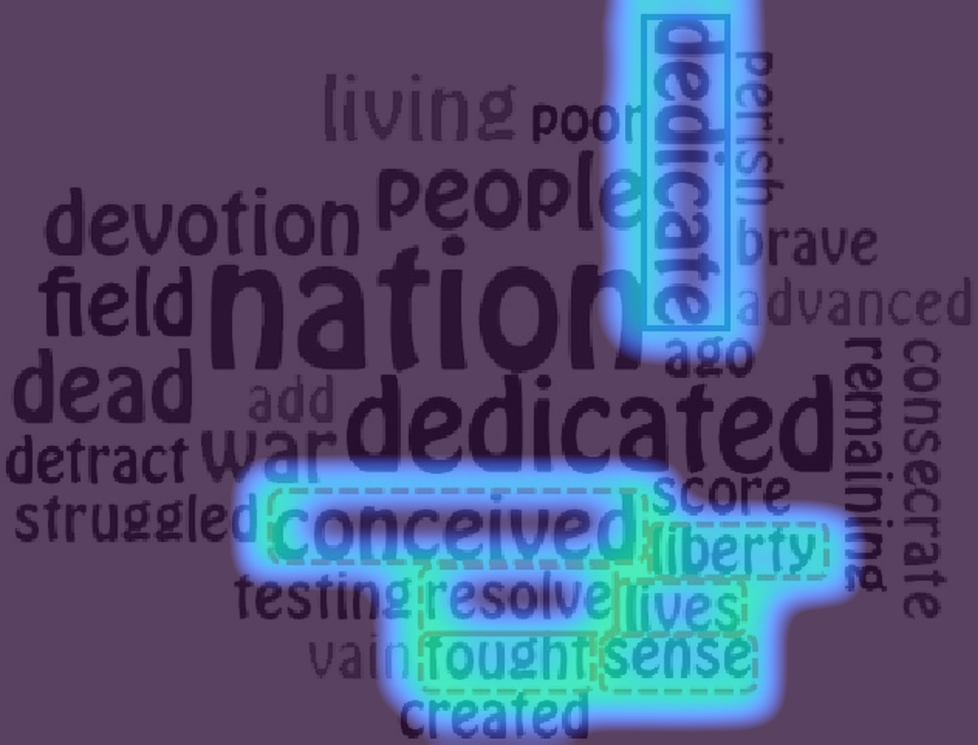 dedicate
perish
living
poor
people
devotion
brave
nation
field
advanced
ago
dead
add
dedicated
remaining
consecrate
detract
war
score
struggled
conceived
liberty
testing
resolve
lives
vain
fought
sense
created